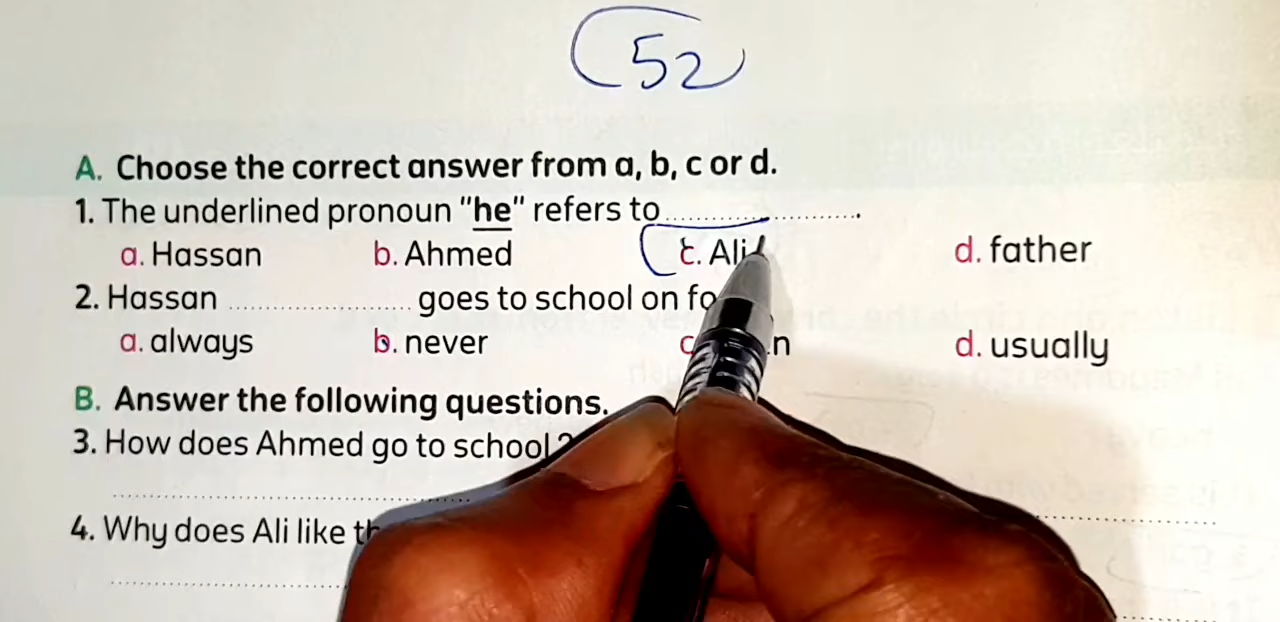 52
A. Choose the correct answer from a, b, c or d.
1. The underlined pronoun "he" refers to ............................
a. Hassan b. Ahmed c. Ali d. father
2. Hassan ............................ goes to school on
a. always b. never c. d. usually
B. Answer the following questions.
3. How does Ahmed go to school?
4. Why does Ali like